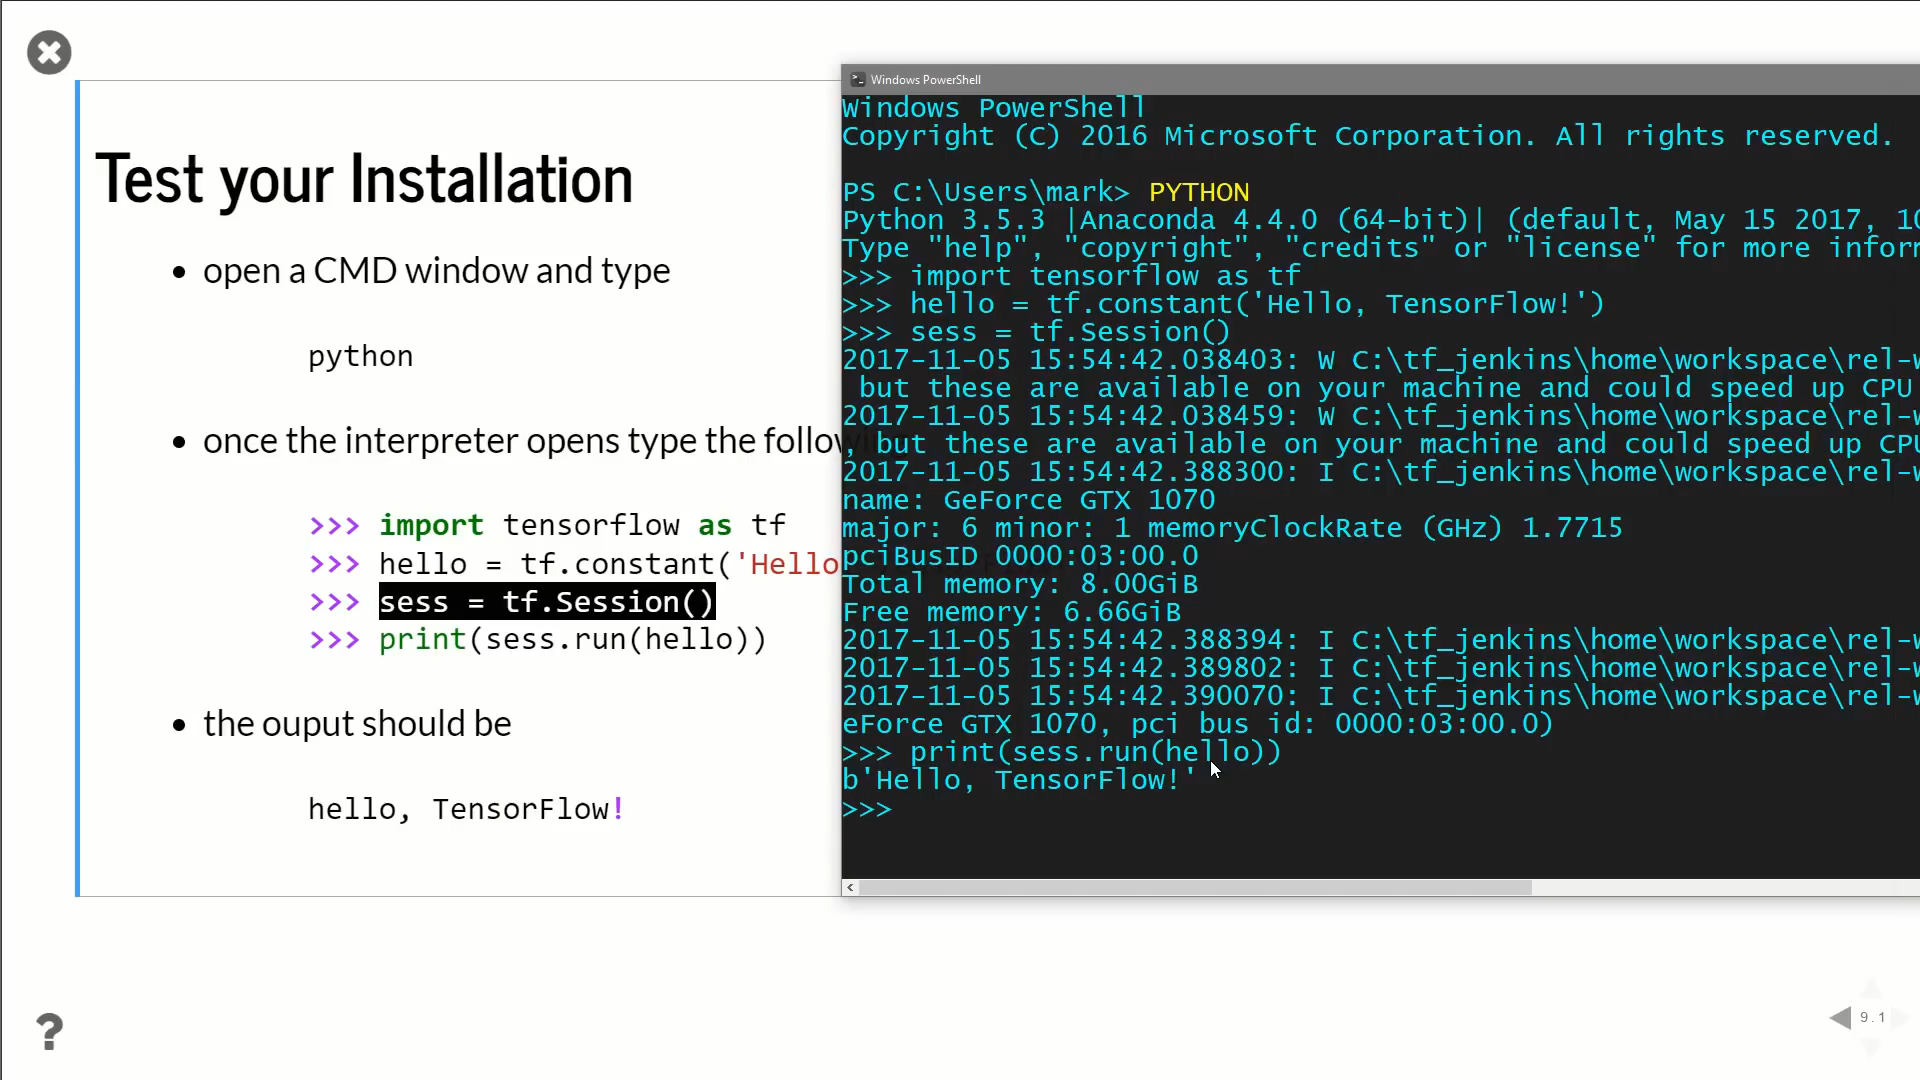 Test your Installation
open a CMD window and type
python
once the interpreter opens type the follow
>>> import tensorflow as tf
>>> hello = tf.constant('Hello
>>> sess = tf.Session()
>>> print(sess.run(hello))
the ouput should be
hello, TensorFlow!
Windows PowerShell
Windows PowerShell
Copyright (C) 2016 Microsoft Corporation. All rights reserved.
PS C:\Users\mark> PYTHON
Python 3.5.3 |Anaconda 4.4.0 (64-bit)| (default, May 15 2017, 10
Type "help", "copyright", "credits" or "license" for more infor
>>> import tensorflow as tf
>>> hello = tf.constant('Hello, TensorFlow!')
>>> sess = tf.Session()
2017-11-05 15:54:42.038403: W C:\tf_jenkins\home\workspace\rel-w
but these are available on your machine and could speed up CPU
2017-11-05 15:54:42.038459: W C:\tf_jenkins\home\workspace\rel-w
, but these are available on your machine and could speed up CPU
2017-11-05 15:54:42.388300: I C:\tf_jenkins\home\workspace\rel-w
name: GeForce GTX 1070
major: 6 minor: 1 memoryClockRate (GHz) 1.7715
pciBusID 0000:03:00.0
Total memory: 8.00GiB
Free memory: 6.66GiB
2017-11-05 15:54:42.388394: I C:\tf_jenkins\home\workspace\rel-w
2017-11-05 15:54:42.389802: I C:\tf_jenkins\home\workspace\rel-w
2017-11-05 15:54:42.390070: I C:\tf_jenkins\home\workspace\rel-w
eForce GTX 1070, pci bus id: 0000:03:00.0)
>>> print(sess.run(hello))
b'Hello, TensorFlow!'
>>>
?
9.1